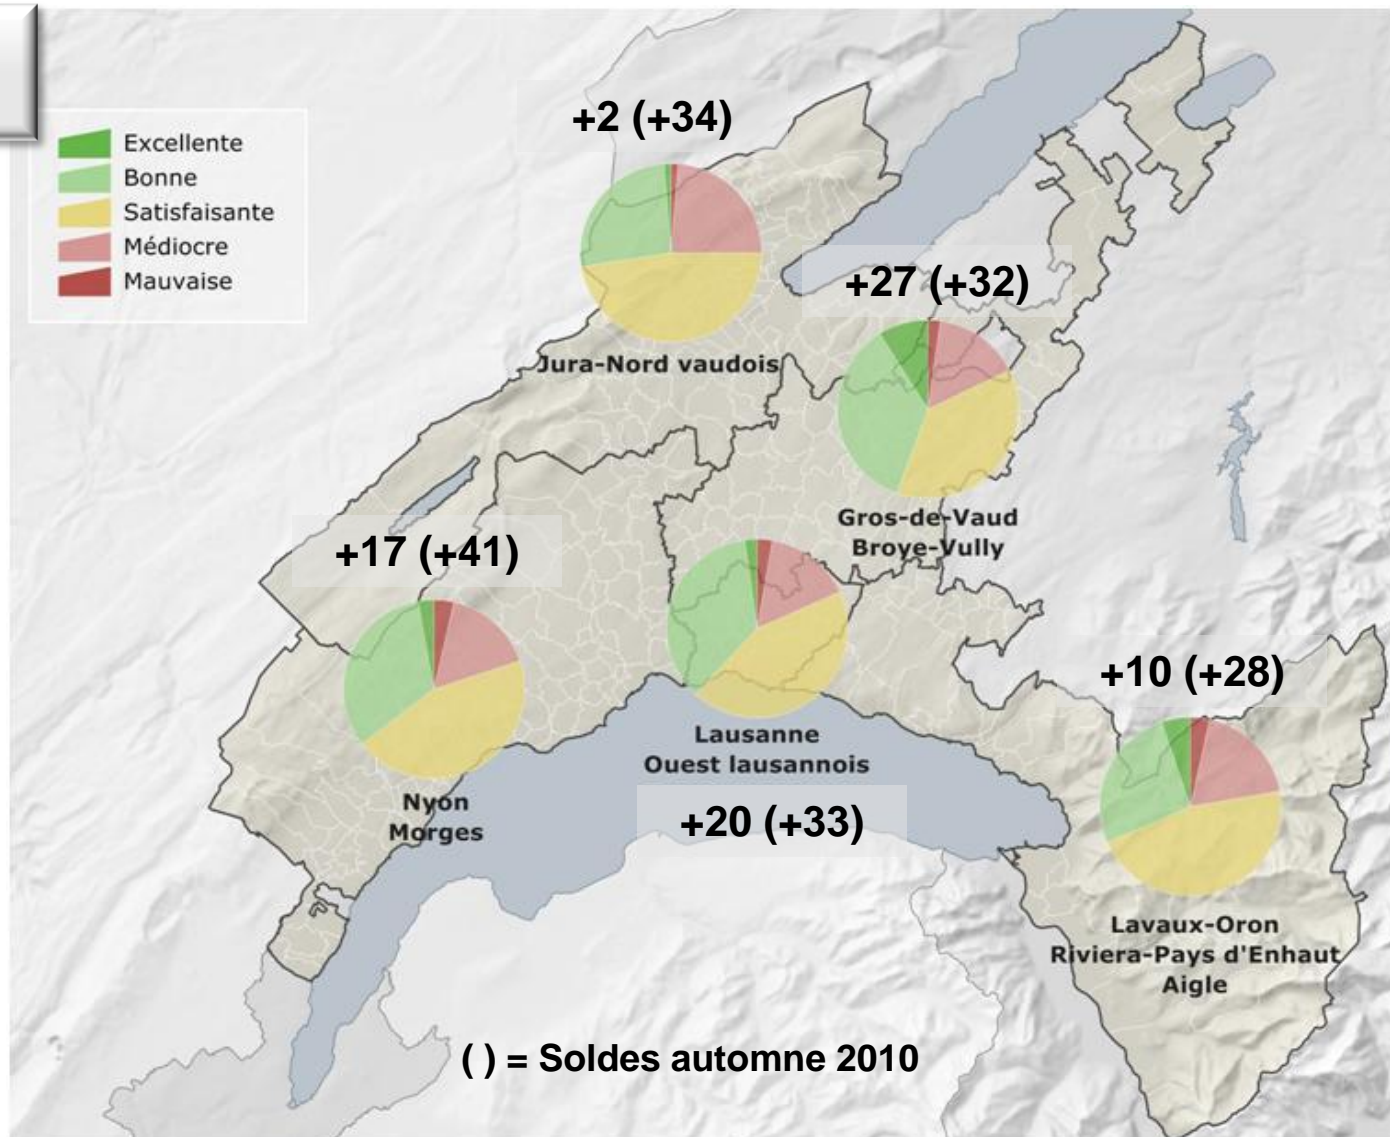 Excellente
Bonne
Satisfaisante
Médiocre
Mauvaise
+2 (+34)
Jura-Nord vaudois
+27 (+32)
Gros-de-Vaud
Broye-Vully
+17 (+41)
Nyon
Morges
Lausanne
Ouest lausannois
+20 (+33)
+10 (+28)
Lavaux-Oron
Riviera-Pays d'Enhaut
Aigle
( ) = Soldes automne 2010